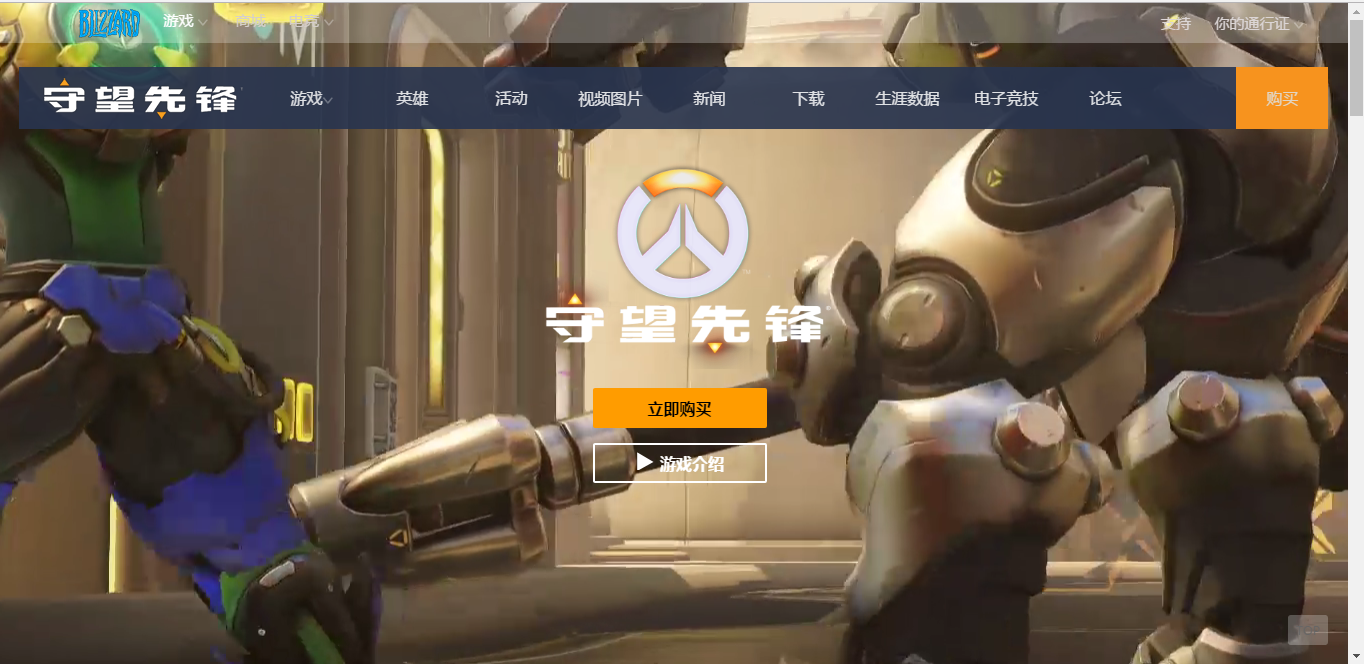 BLIZZARD 游戏 商城 电竞 支持 你的通行证
守望先锋 游戏 英雄 活动 视频图片 新闻 下载 生涯数据 电子竞技 论坛 购买
守望先锋
立即购买
游戏介绍